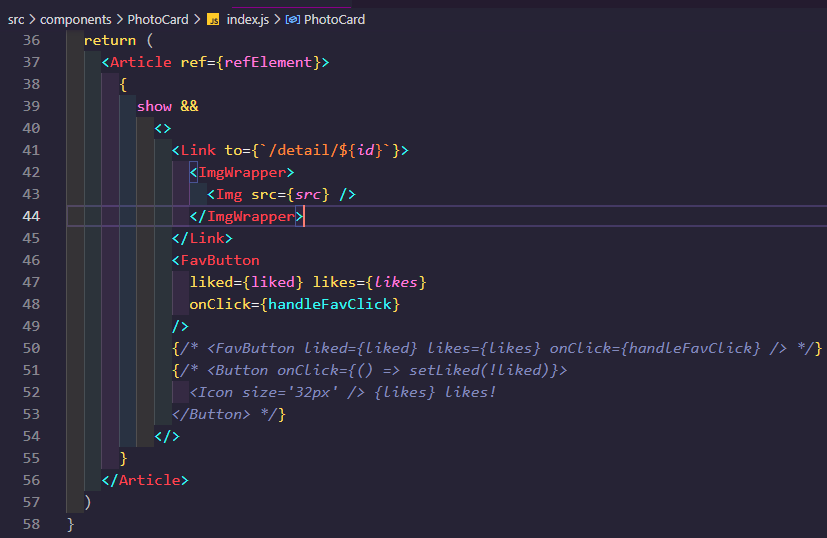 src > components > PhotoCard > JS index.js > PhotoCard
36 return (
37 <Article ref={refElement}>
38 {
39 show &&
40 <>
41 <Link to={`/detail/${id}`}>
42 <ImgWrapper>
43 <Img src={src} />
44 </ImgWrapper>
45 </Link>
46 <FavButton
47 liked={liked} likes={likes}
48 onClick={handleFavClick}
49 />
50 {/* <FavButton liked={liked} likes={likes} onClick={handleFavClick} /> */}
51 {/* <Button onClick={() => setLiked(!liked)}>
52 <Icon size='32px' /> {likes} likes!
53 </Button> */}
54 </>
55 }
56 </Article>
57 )
58 }